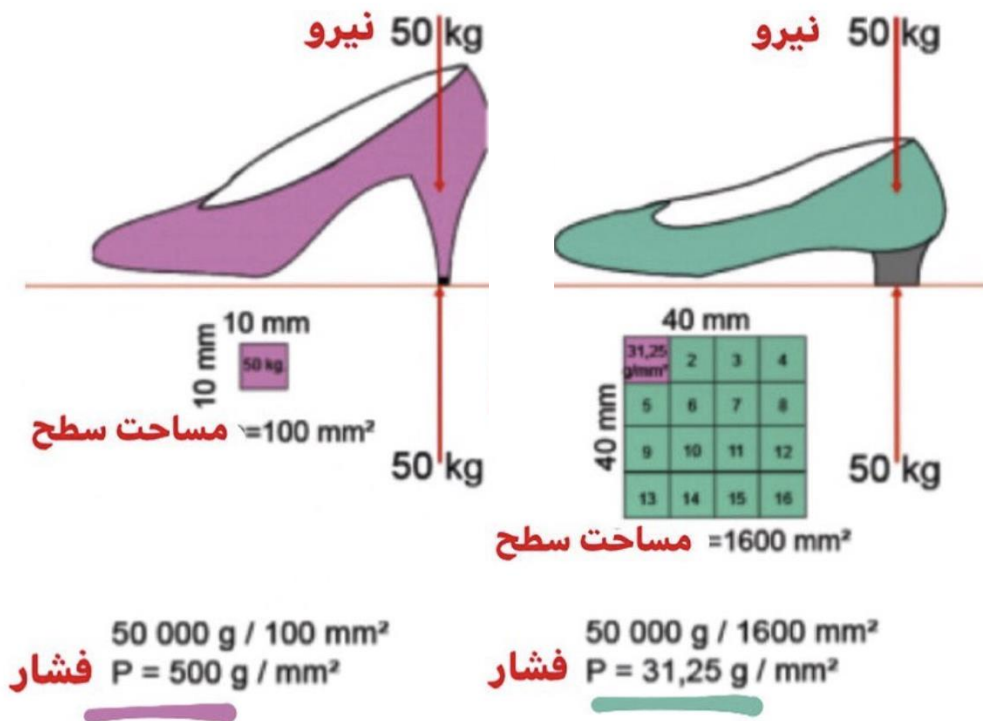 نیرو 50 kg
10 mm
10 mm
50 kg
مساحت سطح =100 mm²
50 kg
50 000 g / 100 mm²
فشار P = 500 g / mm²
نیرو 50 kg
40 mm
40 mm
31,25 g/mm² 2 3 4
5 6 7 8
9 10 11 12
13 14 15 16
50 kg
مساحت سطح =1600 mm²
50 000 g / 1600 mm²
فشار P = 31,25 g / mm²